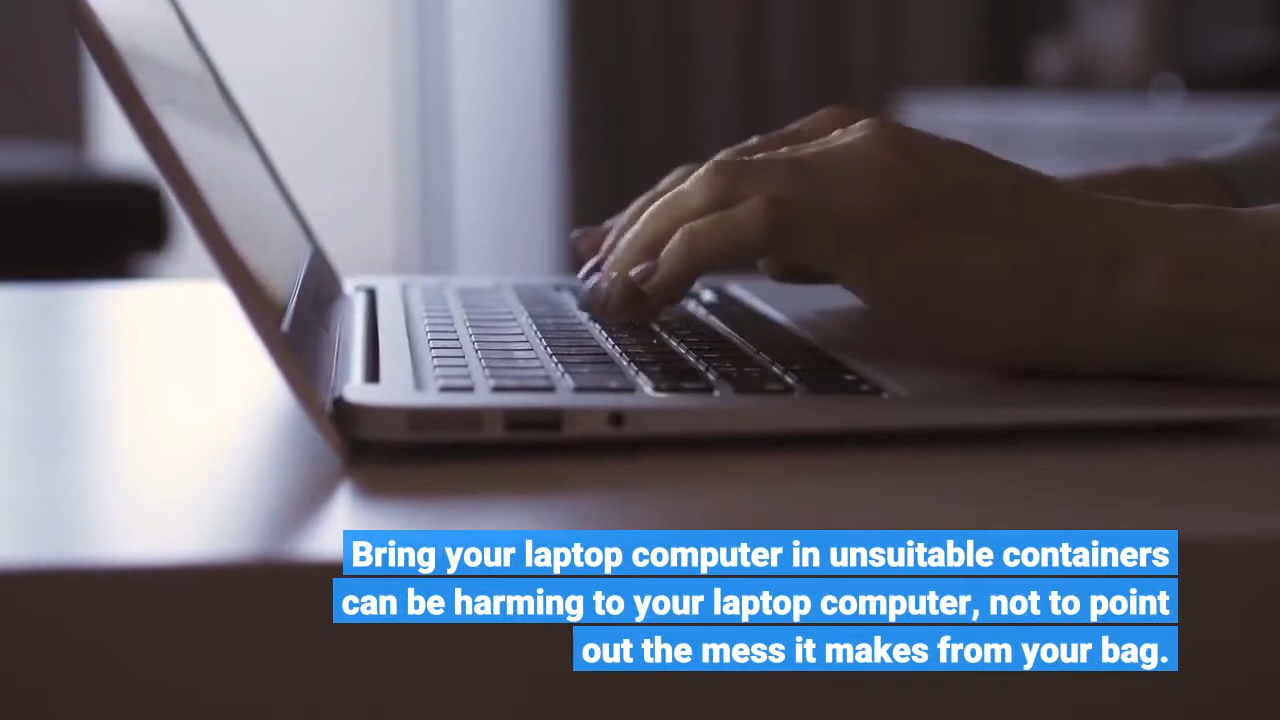 Bring your laptop computer in unsuitable containers
can be harming to your laptop computer, not to point
out the mess it makes from your bag.